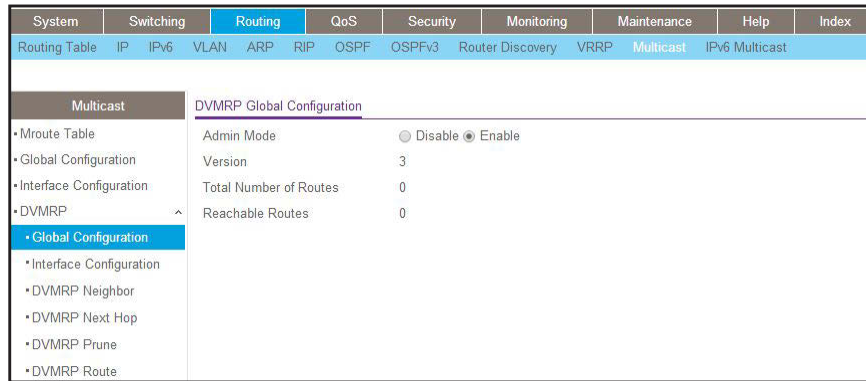 System Switching Routing QoS Security Monitoring Maintenance Help Index
Routing Table IP IPv6 VLAN ARP RIP OSPF OSPFv3 Router Discovery VRRP Multicast IPv6 Multicast
Multicast
Mroute Table
Global Configuration
Interface Configuration
DVMRP
Global Configuration
Interface Configuration
DVMRP Neighbor
DVMRP Next Hop
DVMRP Prune
DVMRP Route
DVMRP Global Configuration
Admin Mode Disable Enable
Version 3
Total Number of Routes 0
Reachable Routes 0